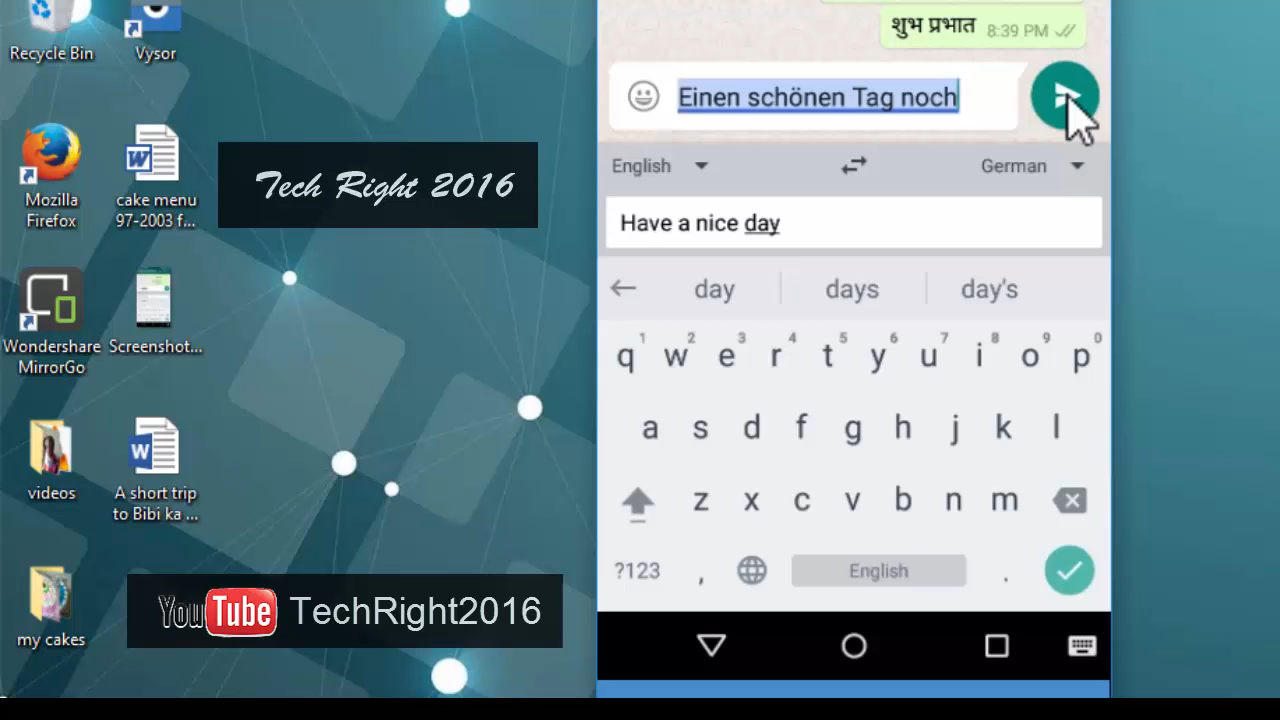 Recycle Bin
Vysor
Mozilla
Firefox
cake menu
97-2003 f...
Wondershare
MirrorGo
Screenshot...
videos
A short trip
to Bibi ka ...
my cakes
Tech Right 2016
YouTube TechRight2016
शुभ प्रभात 8:39 PM
Einen schönen Tag noch
English German
Have a nice day
day days day's
1 2 3 4 5 6 7 8 9 0
q w e r t y u i o p
a s d f g h j k l
z x c v b n m
?123 , English .